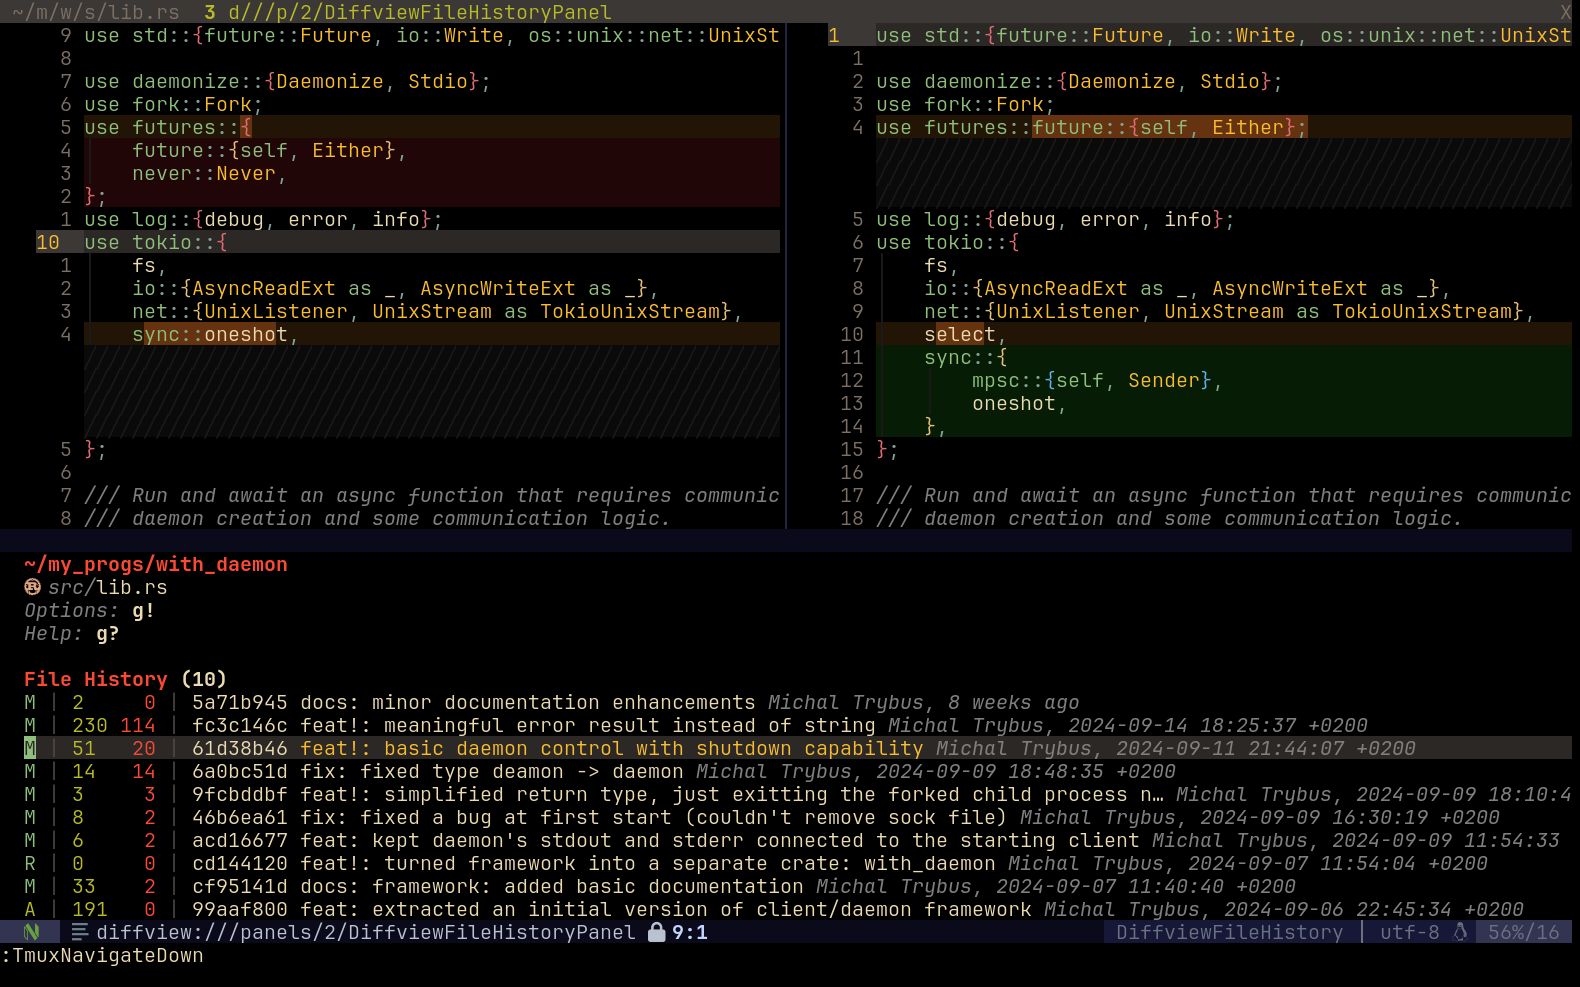 ~/m/w/s/lib.rs  3 d///p/2/DiffviewFileHistoryPanel X
9 use std::{future::Future, io::Write, os::unix::net::UnixSt
8
7 use daemonize::{Daemonize, Stdio};
6 use fork::Fork;
5 use futures::{
4     future::{self, Either},
3     never::Never,
2 };
1 use log::{debug, error, info};
10 use tokio::{
1     fs,
2     io::{AsyncReadExt as _, AsyncWriteExt as _},
3     net::{UnixListener, UnixStream as TokioUnixStream},
4     sync::oneshot,
5 };
6
7 /// Run and await an async function that requires communic
8 /// daemon creation and some communication logic.
1 use std::{future::Future, io::Write, os::unix::net::UnixSt
1
2 use daemonize::{Daemonize, Stdio};
3 use fork::Fork;
4 use futures::future::{self, Either};
5 use log::{debug, error, info};
6 use tokio::{
7     fs,
8     io::{AsyncReadExt as _, AsyncWriteExt as _},
9     net::{UnixListener, UnixStream as TokioUnixStream},
10     select,
11     sync::{
12         mpsc::{self, Sender},
13         oneshot,
14     },
15 };
16
17 /// Run and await an async function that requires communic
18 /// daemon creation and some communication logic.
~/my_progs/with_daemon
src/lib.rs
Options: g!
Help: g?
File History (10)
M | 2     0 | 5a71b945 docs: minor documentation enhancements Michal Trybus, 8 weeks ago
M | 230 114 | fc3c146c feat!: meaningful error result instead of string Michal Trybus, 2024-09-14 18:25:37 +0200
M | 51   20 | 61d38b46 feat!: basic daemon control with shutdown capability Michal Trybus, 2024-09-11 21:44:07 +0200
M | 14   14 | 6a0bc51d fix: fixed type deamon -> daemon Michal Trybus, 2024-09-09 18:48:35 +0200
M | 3     3 | 9fcbddbf feat!: simplified return type, just exitting the forked child process n… Michal Trybus, 2024-09-09 18:10:4
M | 8     2 | 46b6ea61 fix: fixed a bug at first start (couldn't remove sock file) Michal Trybus, 2024-09-09 16:30:19 +0200
M | 6     2 | acd16677 feat: kept daemon's stdout and stderr connected to the starting client Michal Trybus, 2024-09-09 11:54:33
R | 0     0 | cd144120 feat!: turned framework into a separate crate: with_daemon Michal Trybus, 2024-09-07 11:54:04 +0200
M | 33    2 | cf95141d docs: framework: added basic documentation Michal Trybus, 2024-09-07 11:40:40 +0200
A | 191   0 | 99aaf800 feat: extracted an initial version of client/daemon framework Michal Trybus, 2024-09-06 22:45:34 +0200
diffview:///panels/2/DiffviewFileHistoryPanel 9:1 DiffviewFileHistory | utf-8 56%/16
:TmuxNavigateDown